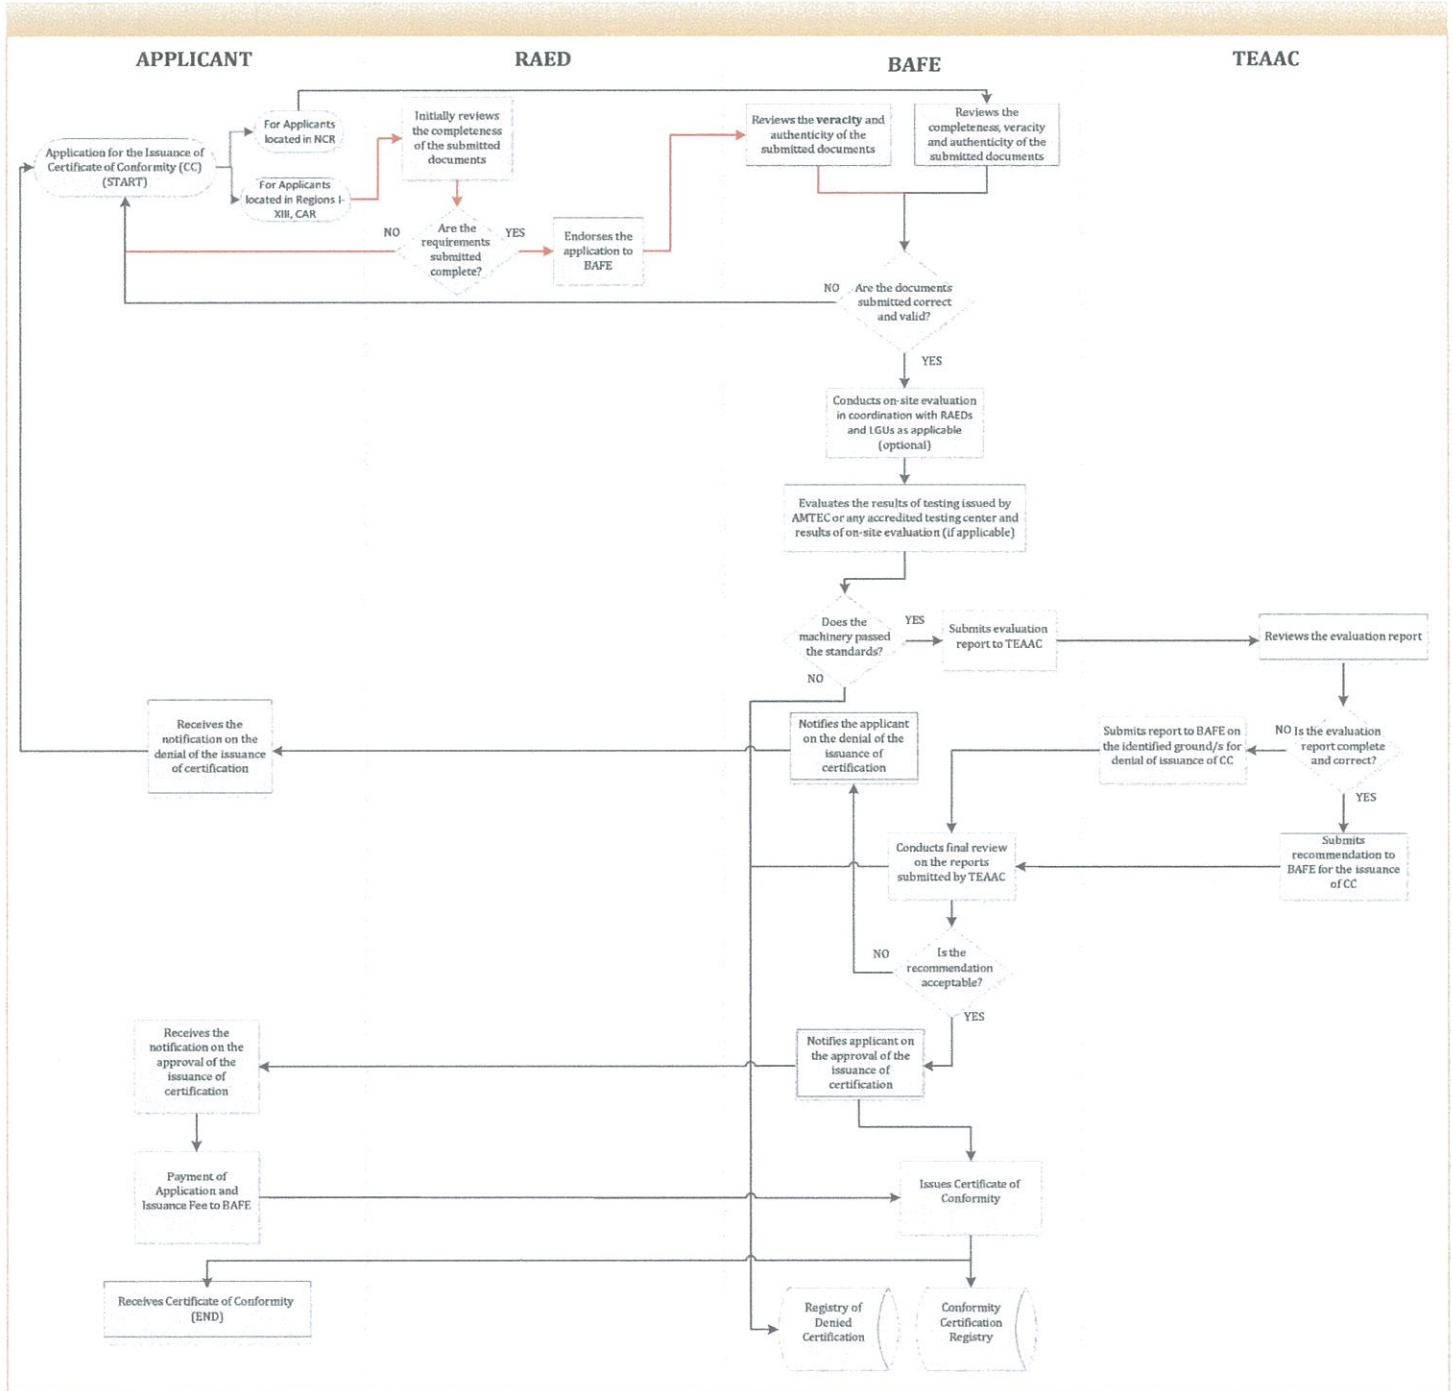 APPLICANT
RAED
BAFE
TEAAC
For Applicants
located in NCR
Application for the Issuance of
Certificate of Conformity (CC)
(START)
For Applicants
located in Regions I-
XIII, CAR
Initially reviews
the completeness
of the submitted
documents
Reviews the veracity and
authenticity of the
submitted documents
Reviews the
completeness, veracity
and authenticity of the
submitted documents
NO
Are the
requirements
submitted
complete?
YES
Endorses the
application to
BAFE
NO
Are the documents
submitted correct
and valid?
YES
Conducts on-site evaluation
in coordination with RAEDs
and LGUs as applicable
(optional)
Evaluates the results of testing issued by
AMTEC or any accredited testing center and
results of on-site evaluation (if applicable)
Does the
machinery passed
the standards?
YES
NO
Submits evaluation
report to TEAAC
Reviews the evaluation report
Receives the
notification on the
denial of the issuance
of certification
Notifies the applicant
on the denial of the
issuance of
certification
Submits report to BAFE on
the identified ground/s for
denial of issuance of CC
NO
Is the evaluation
report complete
and correct?
YES
Conducts final review
on the reports
submitted by TEAAC
Submits
recommendation to
BAFE for the issuance
of CC
NO
Is the
recommendation
acceptable?
YES
Receives the
notification on the
approval of the
issuance of
certification
Notifies applicant on
the approval of the
issuance of
certification
Payment of
Application and
Issuance Fee to BAFE
Issues Certificate of
Conformity
Receives Certificate of Conformity
(END)
Registry of
Denied
Certification
Conformity
Certification
Registry